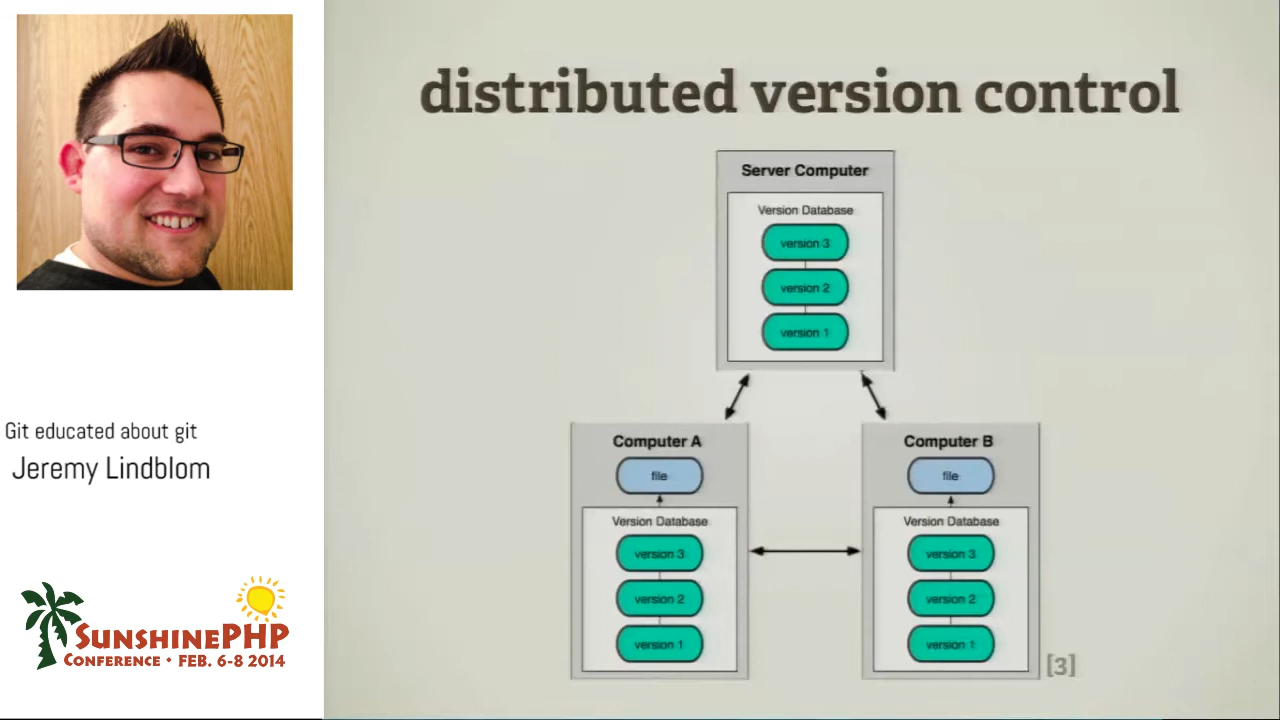 distributed version control
Server Computer
Version Database
version 3
version 2
version 1
Computer A
file
Version Database
version 3
version 2
version 1
Computer B
file
Version Database
version 3
version 2
version 1
[3]
Git educated about git
Jeremy Lindblom
SUNSHINEPHP
CONFERENCE • FEB. 6-8 2014